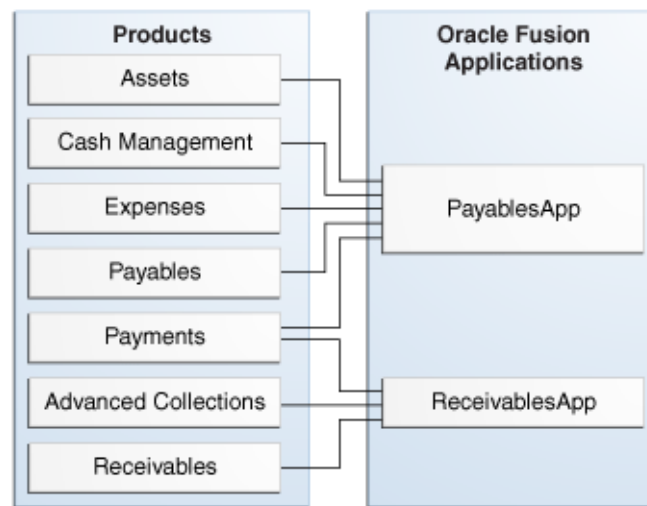 Products
Assets
Cash Management
Expenses
Payables
Payments
Advanced Collections
Receivables
Oracle Fusion
Applications
PayablesApp
ReceivablesApp